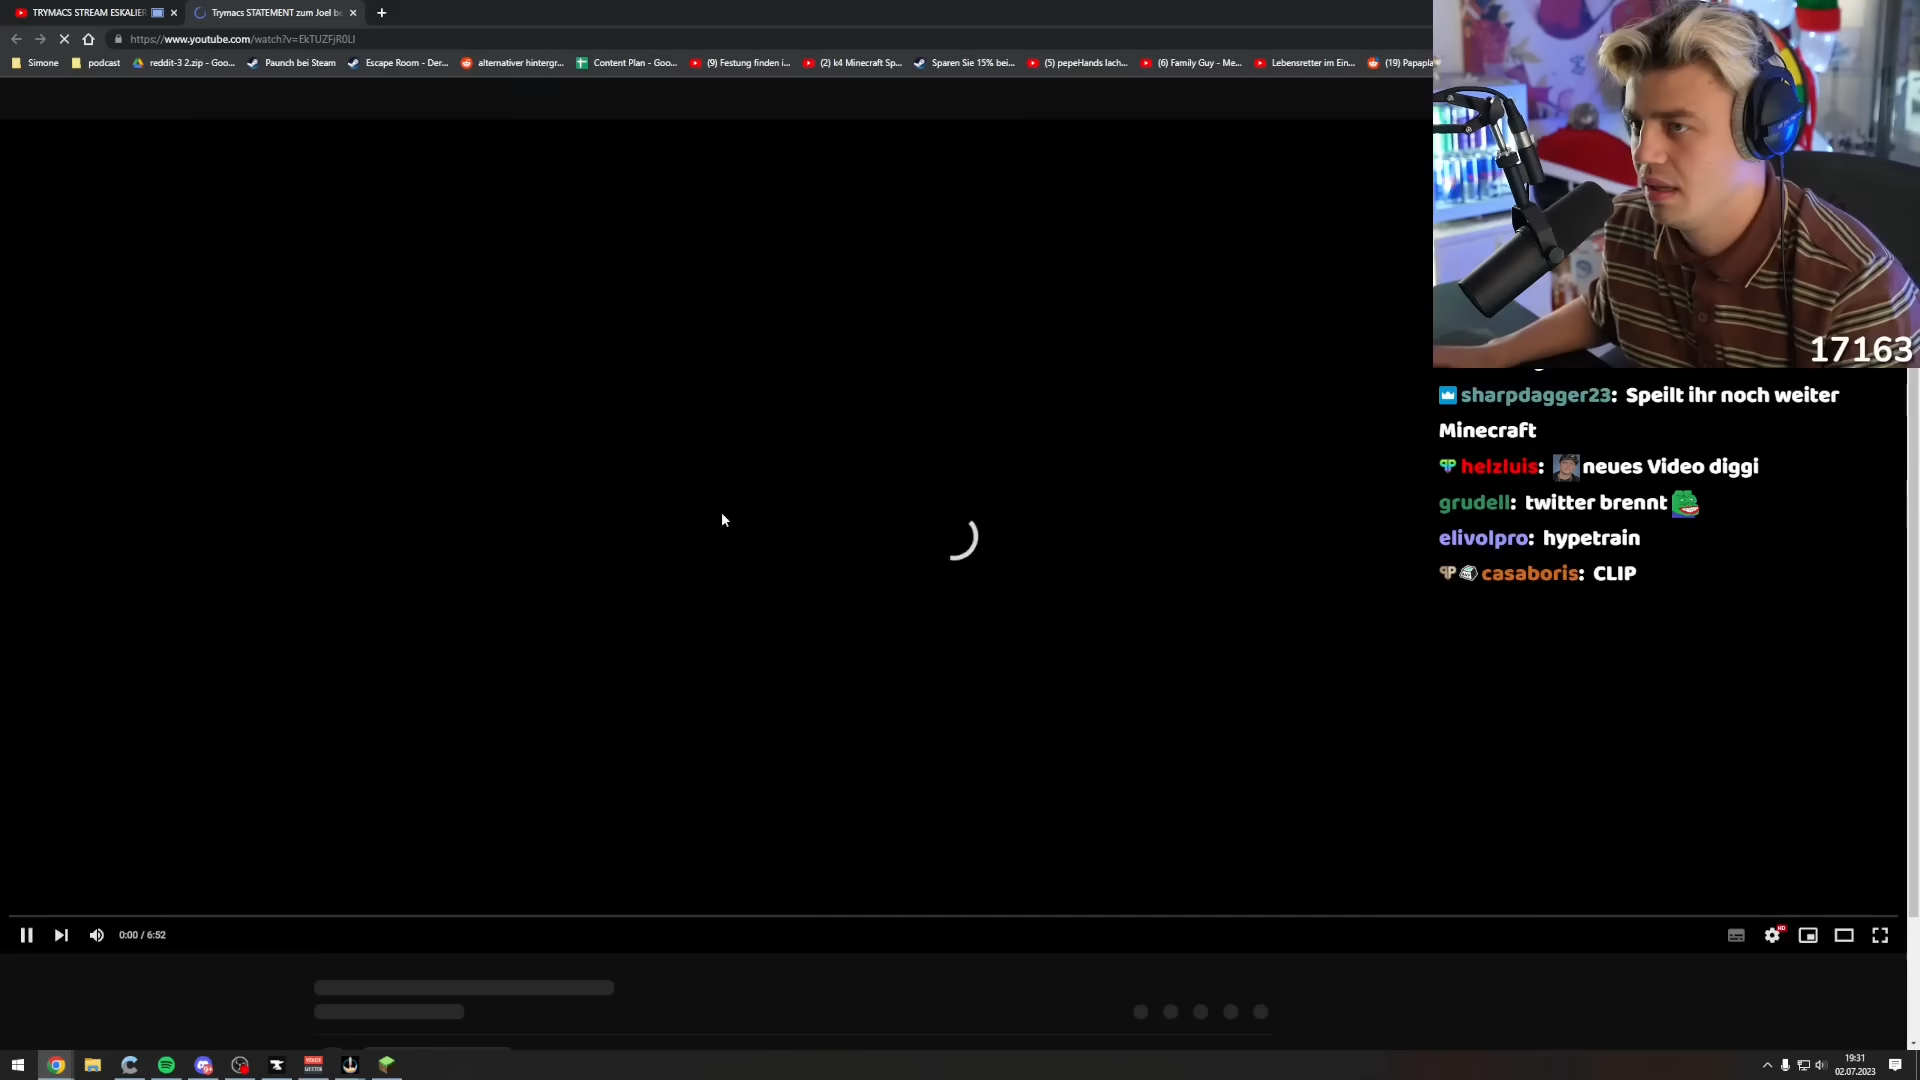 TRYMACS STREAM ESKALIER
Trymacs STATEMENT zum Joel be
https://www.youtube.com/watch?v=EkTUZFjR0LI
Simone
podcast
reddit-3 2.zip - Goo...
Paunch bei Steam
Escape Room - Der...
alternativer hintergr...
Content Plan - Goo...
(9) Festung finden i...
(2) k4 Minecraft Sp...
Sparen Sie 15% bei...
(5) pepeHands lach...
(6) Family Guy - Me...
Lebensretter im Ein...
(19) Papapla
17163
sharpdagger23: Speilt ihr noch weiter
Minecraft
helzluis: neues Video diggi
grudell: twitter brennt
elivolpro: hypetrain
casaboris: CLIP
0:00 / 6:52
HD
19:31
02.07.2023